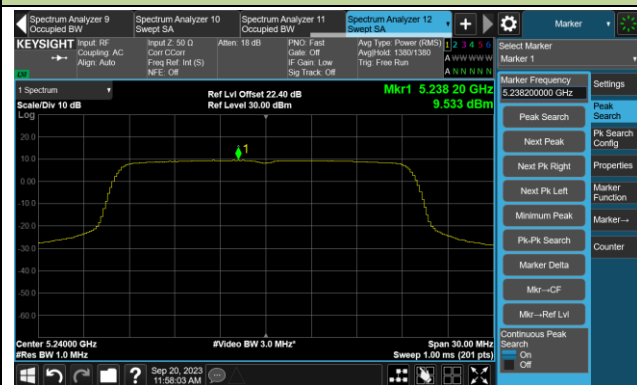 Spectrum Analyzer 9
Occupied BW
Spectrum Analyzer 10
Swept SA
Spectrum Analyzer 11
Occupied BW
Spectrum Analyzer 12
Swept SA
Marker
KEYSIGHT
Input: RF
Coupling: AC
Align: Auto
Input Z: 50 Ω
Corr CCorr
Freq Ref: Int (S)
NFE: Off
Atten: 18 dB
PNO: Fast
Gate: Off
IF Gain: Low
Sig Track: Off
Avg Type: Power (RMS)
Avg|Hold: 1380/1380
Trig: Free Run
1 2 3 4 5 6
A W W W W W
A N N N N N
Select Marker
Marker 1
1 Spectrum
Scale/Div 10 dB
Ref Lvl Offset 22.40 dB
Ref Level 30.00 dBm
Mkr1 5.238 20 GHz
9.533 dBm
Log
20.0
10.0
0.00
-10.0
-20.0
-30.0
-40.0
-50.0
-60.0
1
Center 5.24000 GHz
#Res BW 1.0 MHz
#Video BW 3.0 MHz*
Span 30.00 MHz
Sweep 1.00 ms (201 pts)
Marker Frequency
5.238200000 GHz
Peak Search
Next Peak
Next Pk Right
Next Pk Left
Minimum Peak
Pk-Pk Search
Marker Delta
Mkr→CF
Mkr→Ref Lvl
Continuous Peak
Search
On
Off
Settings
Peak
Search
Pk Search
Config
Properties
Marker
Function
Marker→
Counter
Sep 20, 2023
11:58:03 AM